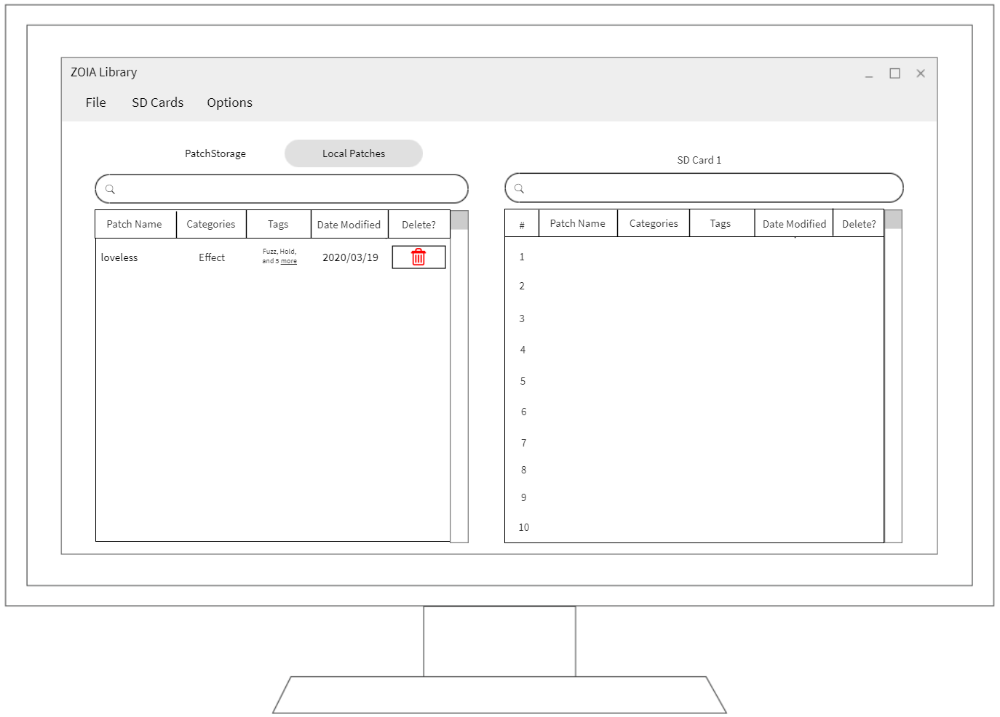 ZOIA Library
File SD Cards Options
PatchStorage Local Patches
Patch Name Categories Tags Date Modified Delete?
loveless Effect Fuzz, Hold, 2020/03/19
and 5 more
SD Card 1
# Patch Name Categories Tags Date Modified Delete?
1
2
3
4
5
6
7
8
9
10